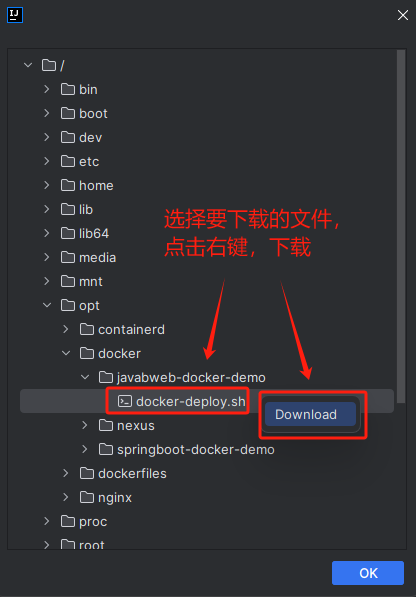 IJ
/
bin
boot
dev
etc
home
lib
lib64
media
mnt
opt
containerd
docker
javabweb-docker-demo
docker-deploy.sh
nexus
springboot-docker-demo
dockerfiles
nginx
proc
root
选择要下载的文件，
点击右键，下载
Download
OK